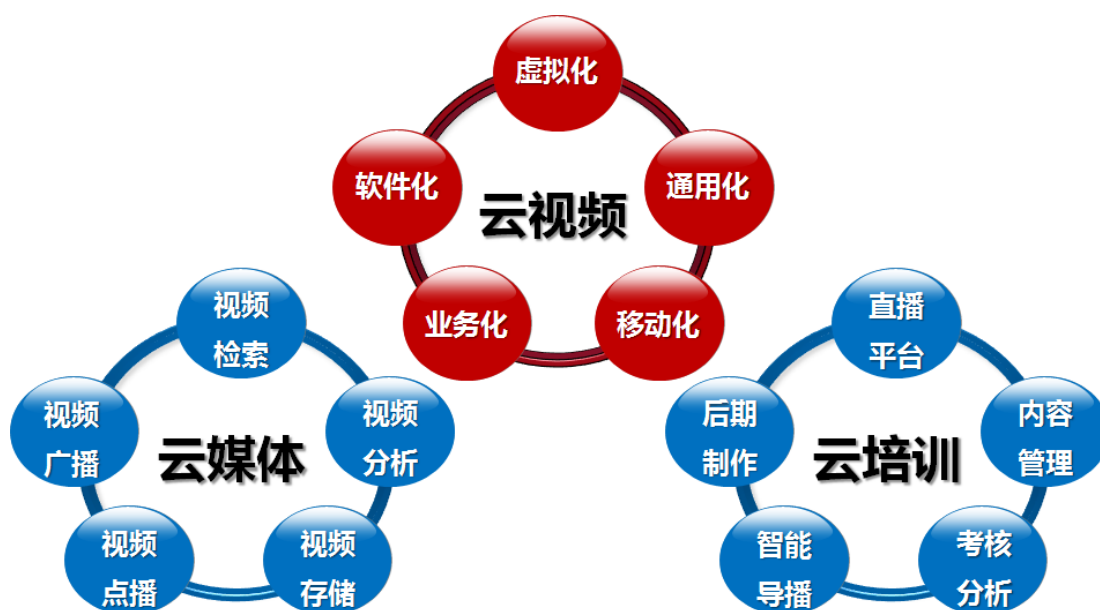 虚拟化
软件化
通用化
云视频
业务化
移动化
视频
检索
视频
广播
视频
分析
云媒体
视频
点播
视频
存储
直播
平台
后期
制作
内容
管理
云培训
智能
导播
考核
分析